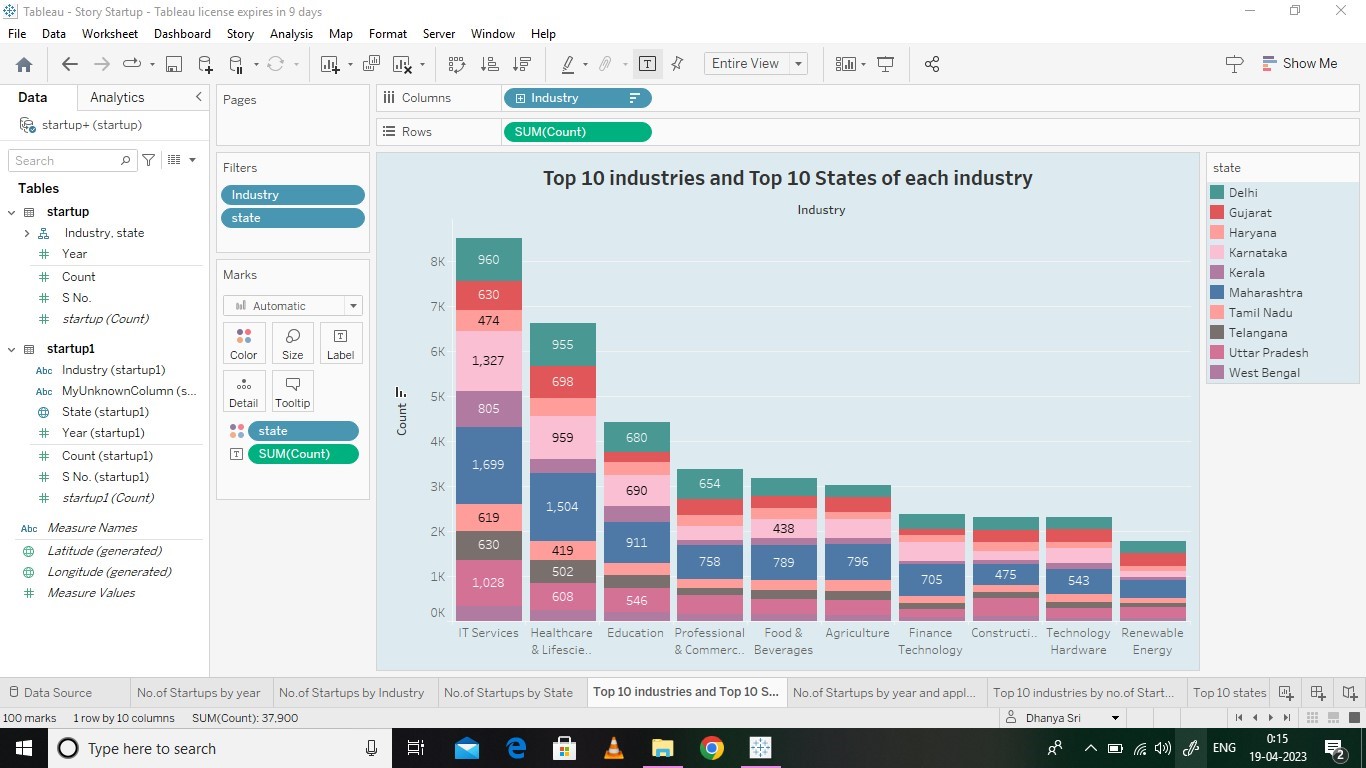 Tableau - Story Startup - Tableau license expires in 9 days
File Data Worksheet Dashboard Story Analysis Map Format Server Window Help
Entire View
Show Me
Data Analytics
startup+ (startup)
Search
Tables
startup
Industry, state
Year
Count
S No.
startup (Count)
startup1
Industry (startup1)
MyUnknownColumn (s...
State (startup1)
Year (startup1)
Count (startup1)
S No. (startup1)
startup1 (Count)
Measure Names
Latitude (generated)
Longitude (generated)
Measure Values
Abc
Abc
Abc
Pages
Filters
Industry
state
Marks
Automatic
Color Size Label
Detail Tooltip
state
SUM(Count)
Columns Industry
Rows SUM(Count)
Top 10 industries and Top 10 States of each industry
Industry
Count
8K
7K
6K
5K
4K
3K
2K
1K
0K
960
630
474
1,327
805
1,699
619
630
1,028
955
698
959
1,504
419
502
608
680
690
911
546
654
758
438
789
796
705
475
543
IT Services
Healthcare
& Lifescie..
Education
Professional
& Commerc..
Food &
Beverages
Agriculture
Finance
Technology
Constructi..
Technology
Hardware
Renewable
Energy
state
Delhi
Gujarat
Haryana
Karnataka
Kerala
Maharashtra
Tamil Nadu
Telangana
Uttar Pradesh
West Bengal
Data Source No.of Startups by year No.of Startups by Industry No.of Startups by State Top 10 industries and Top 10 S... No.of Startups by year and appl... Top 10 industries by no.of Start... Top 10 states
100 marks 1 row by 10 columns SUM(Count): 37,900 Dhanya Sri
Type here to search
ENG
0:15
19-04-2023
2